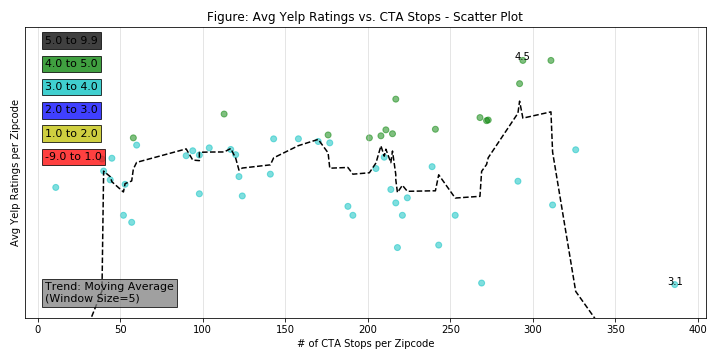 Figure: Avg Yelp Ratings vs. CTA Stops - Scatter Plot
5.0 to 9.9
4.0 to 5.0
3.0 to 4.0
2.0 to 3.0
1.0 to 2.0
-9.0 to 1.0
4.5
3.1
Trend: Moving Average
(Window Size=5)
Avg Yelp Ratings per Zipcode
0 50 100 150 200 250 300 350 400
# of CTA Stops per Zipcode